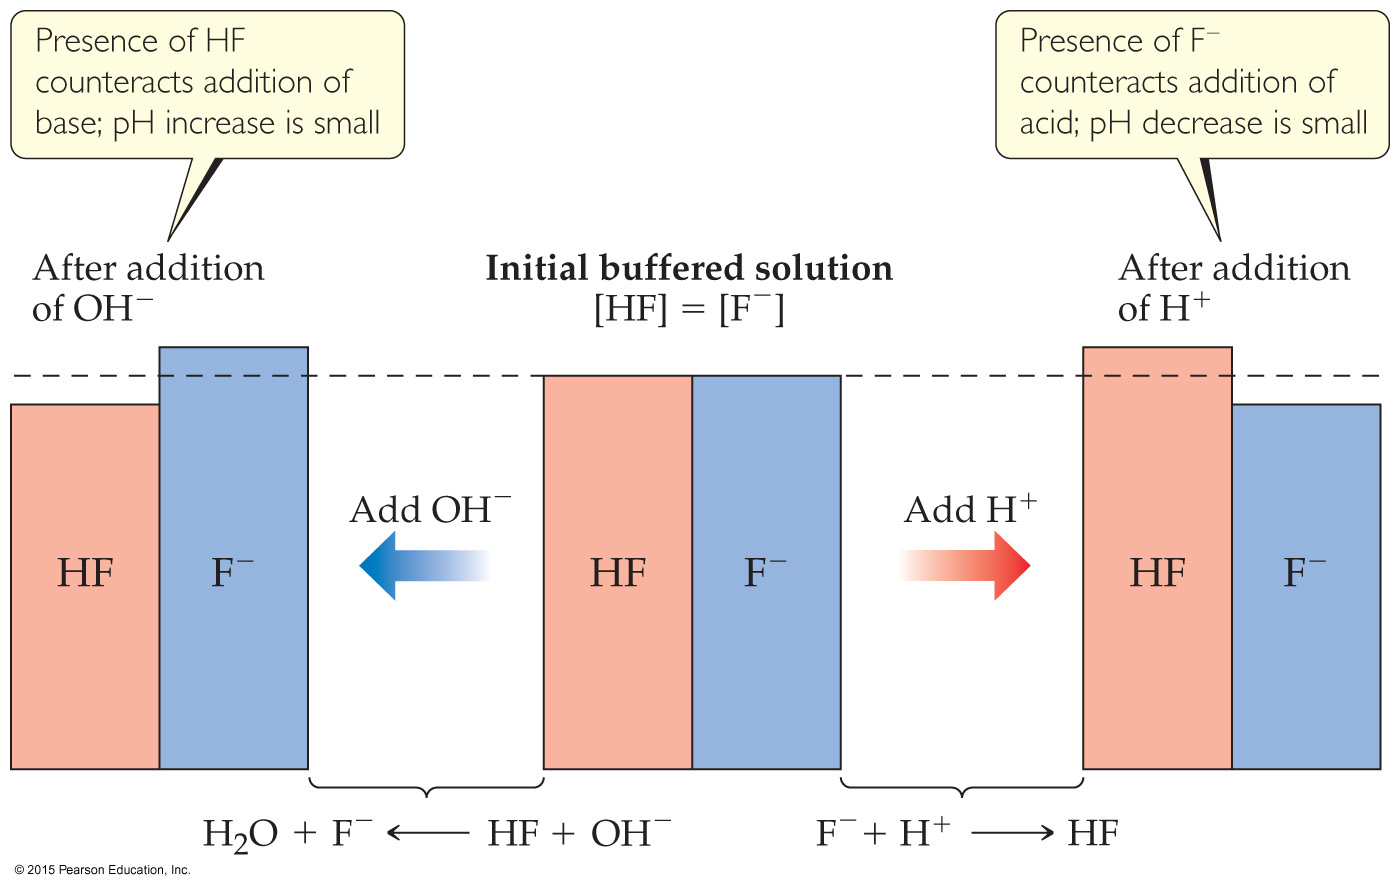 Presence of HF
counteracts addition of
base; pH increase is small
Presence of F⁻
counteracts addition of
acid; pH decrease is small
After addition
of OH⁻
Initial buffered solution
[HF] = [F⁻]
After addition
of H⁺
Add OH⁻
Add H⁺
HF
F⁻
HF
F⁻
HF
F⁻
H₂O + F⁻ ⟵ HF + OH⁻
F⁻ + H⁺ ⟶ HF
© 2015 Pearson Education, Inc.